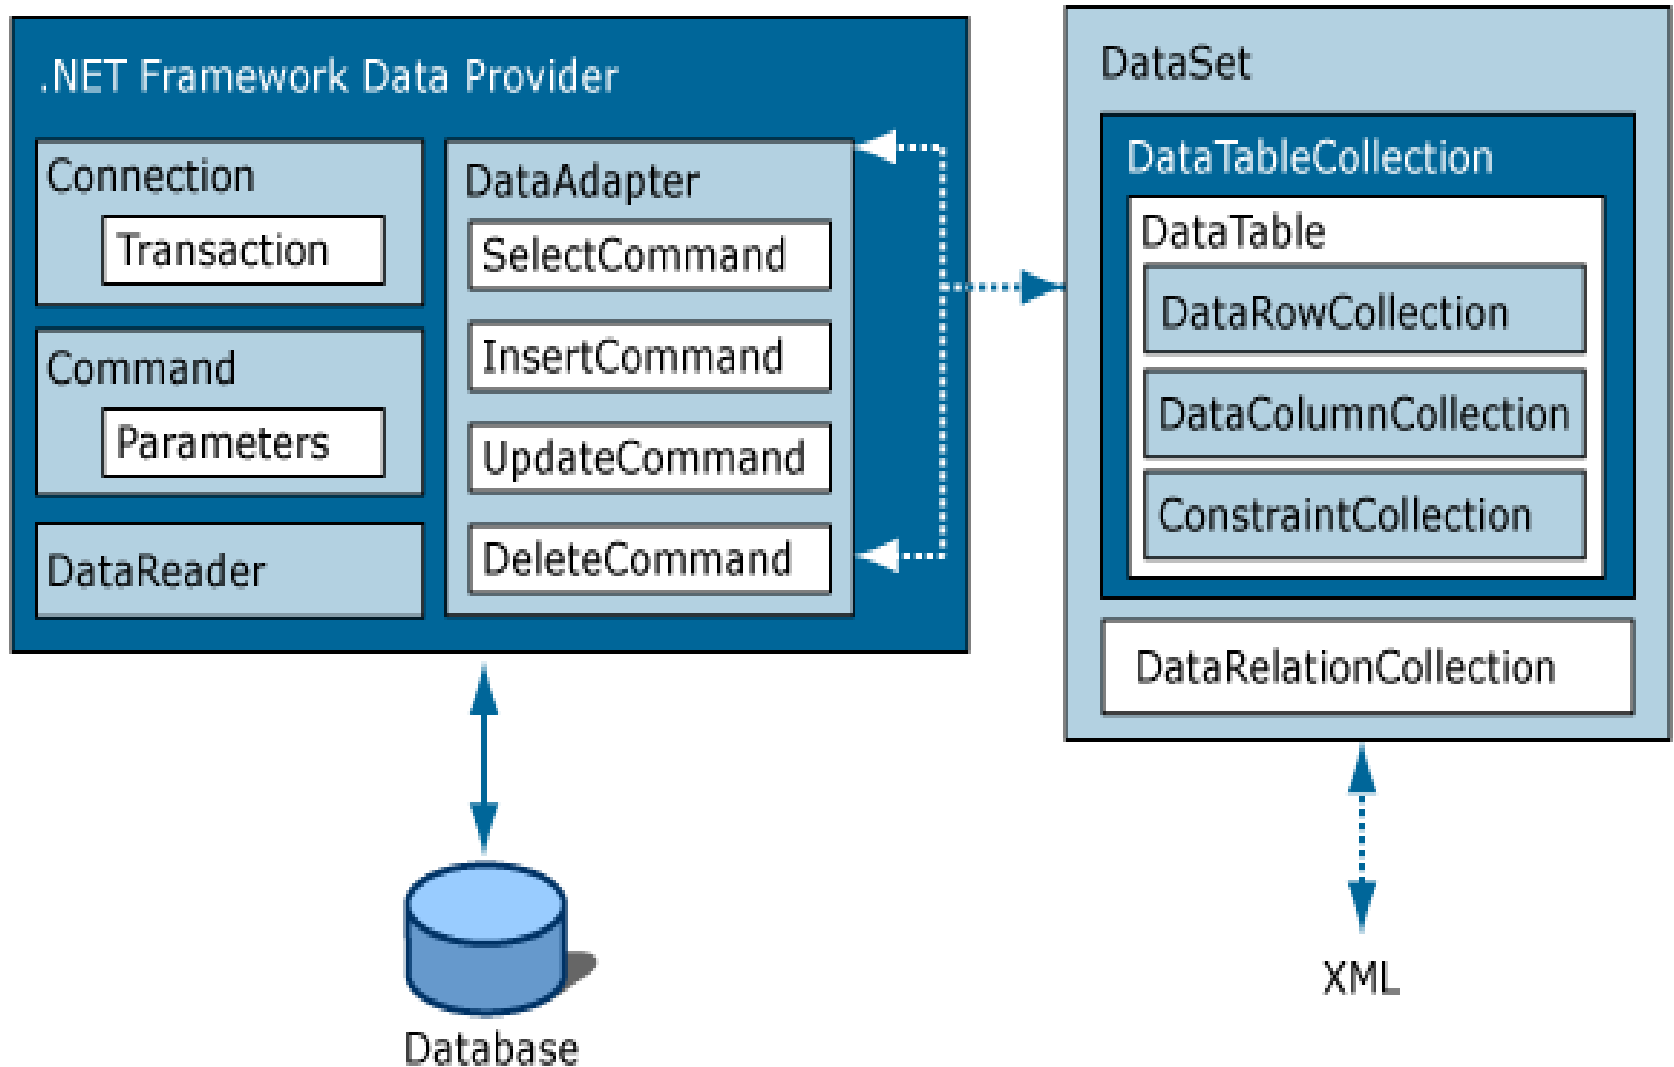 .NET Framework Data Provider
Connection
Transaction
Command
Parameters
DataReader
DataAdapter
SelectCommand
InsertCommand
UpdateCommand
DeleteCommand
Database
DataSet
DataTableCollection
DataTable
DataRowCollection
DataColumnCollection
ConstraintCollection
DataRelationCollection
XML